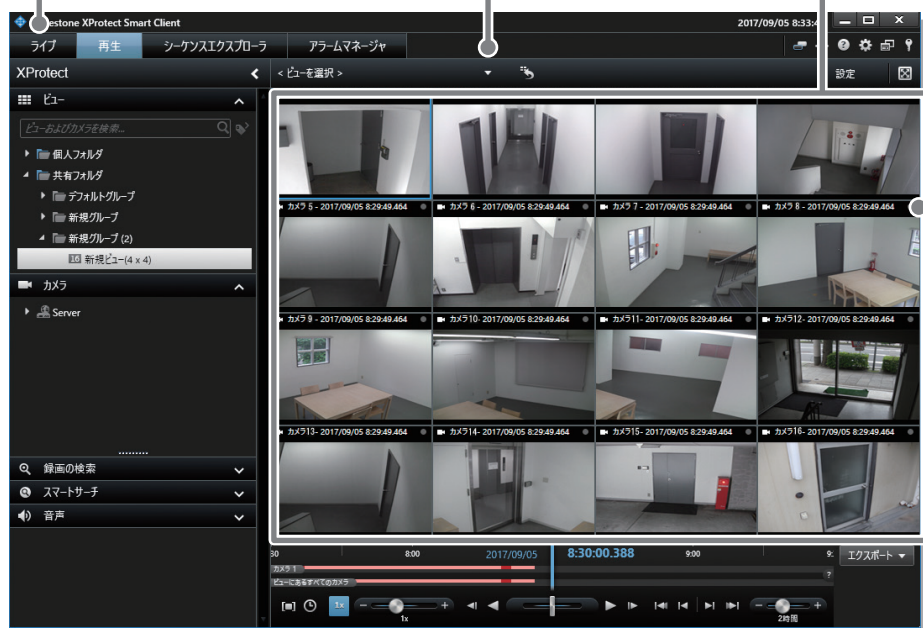 estone XProtect Smart Client
2017/09/05 8:33:4
ライブ
再生
シーケンスエクスプローラ
アラームマネージャ
XProtect
< ビューを選択 >
設定
ビュー
ビューおよびカメラを検索...
個人フォルダ
共有フォルダ
デフォルトグループ
新規グループ
新規グループ (2)
16 新規ビュー(4 x 4)
カメラ
Server
録画の検索
スマートサーチ
音声
カメラ 5 - 2017/09/05 8:29:49.464
カメラ 6 - 2017/09/05 8:29:49.464
カメラ 7 - 2017/09/05 8:29:49.464
カメラ 8 - 2017/09/05 8:29:49.464
カメラ 9 - 2017/09/05 8:29:49.464
カメラ10- 2017/09/05 8:29:49.464
カメラ11- 2017/09/05 8:29:49.464
カメラ12- 2017/09/05 8:29:49.464
カメラ13- 2017/09/05 8:29:49.464
カメラ14- 2017/09/05 8:29:49.464
カメラ15- 2017/09/05 8:29:49.464
カメラ16- 2017/09/05 8:29:49.464
30 8:00 2017/09/05 8:30:00.388 9:00 9:
エクスポート
カメラ 1
ビューにあるすべてのカメラ
?
1x
1x
2時間